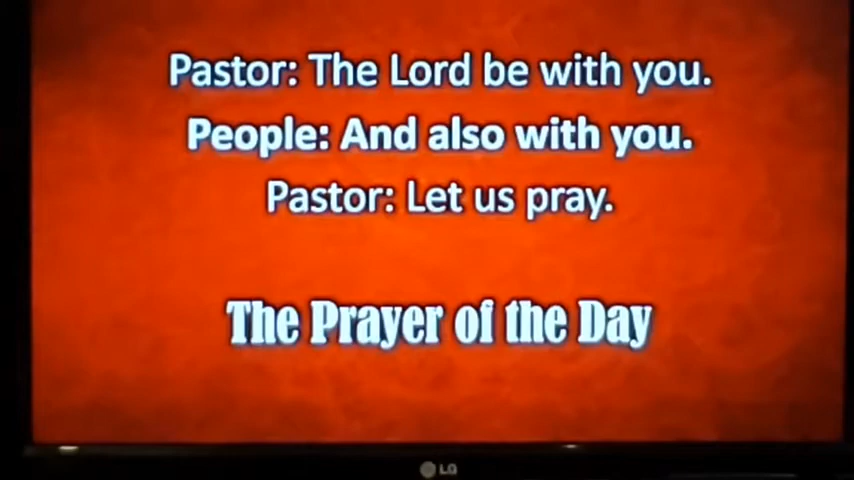 Pastor: The Lord be with you.
People: And also with you.
Pastor: Let us pray.
The Prayer of the Day
LG